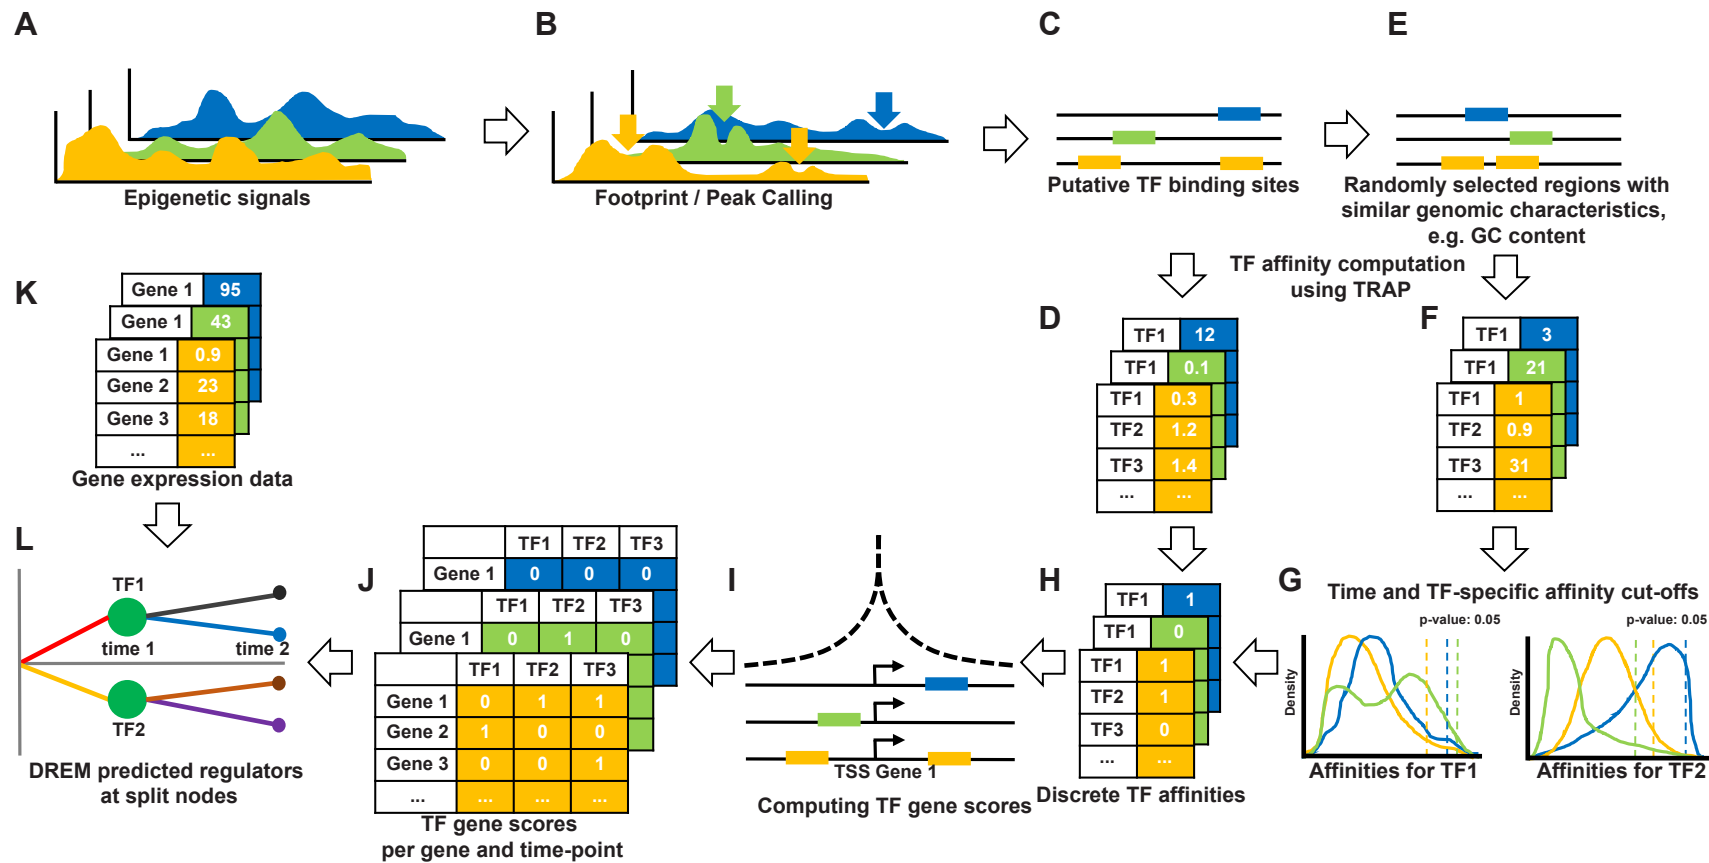 A
B
C
E
Epigenetic signals
Footprint / Peak Calling
Putative TF binding sites
Randomly selected regions with
similar genomic characteristics,
e.g. GC content
TF affinity computation
using TRAP
K
Gene 1 95
Gene 1 43
Gene 1 0.9
Gene 2 23
Gene 3 18
... ...
Gene expression data
D
TF1 12
TF1 0.1
TF1 0.3
TF2 1.2
TF3 1.4
... ...
F
TF1 3
TF1 21
TF1 1
TF2 0.9
TF3 31
... ...
L
TF1
time 1
time 2
TF2
DREM predicted regulators
at split nodes
J
TF1 TF2 TF3
Gene 1 0 0 0
TF1 TF2 TF3
Gene 1 0 1 0
TF1 TF2 TF3
Gene 1 0 1 1
Gene 2 1 0 0
Gene 3 0 0 1
... ... ... ...
TF gene scores
per gene and time-point
I
TSS Gene 1
Computing TF gene scores
H
TF1 1
TF1 0
TF1 1
TF2 1
TF3 0
... ...
Discrete TF affinities
G
Time and TF-specific affinity cut-offs
p-value: 0.05
p-value: 0.05
Density
Density
Affinities for TF1
Affinities for TF2